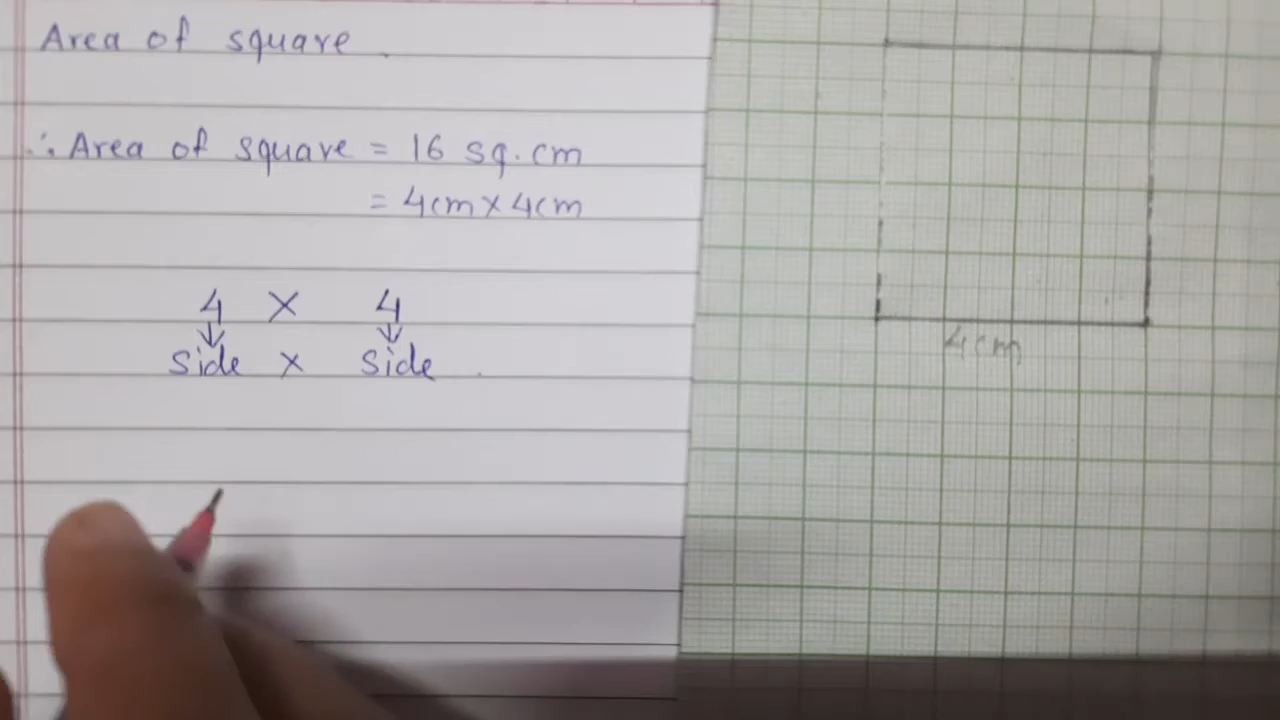 Area of square.
∴ Area of square = 16 sq. cm
= 4cm × 4cm
4 × 4
↓ ↓
Side × Side.
4cm